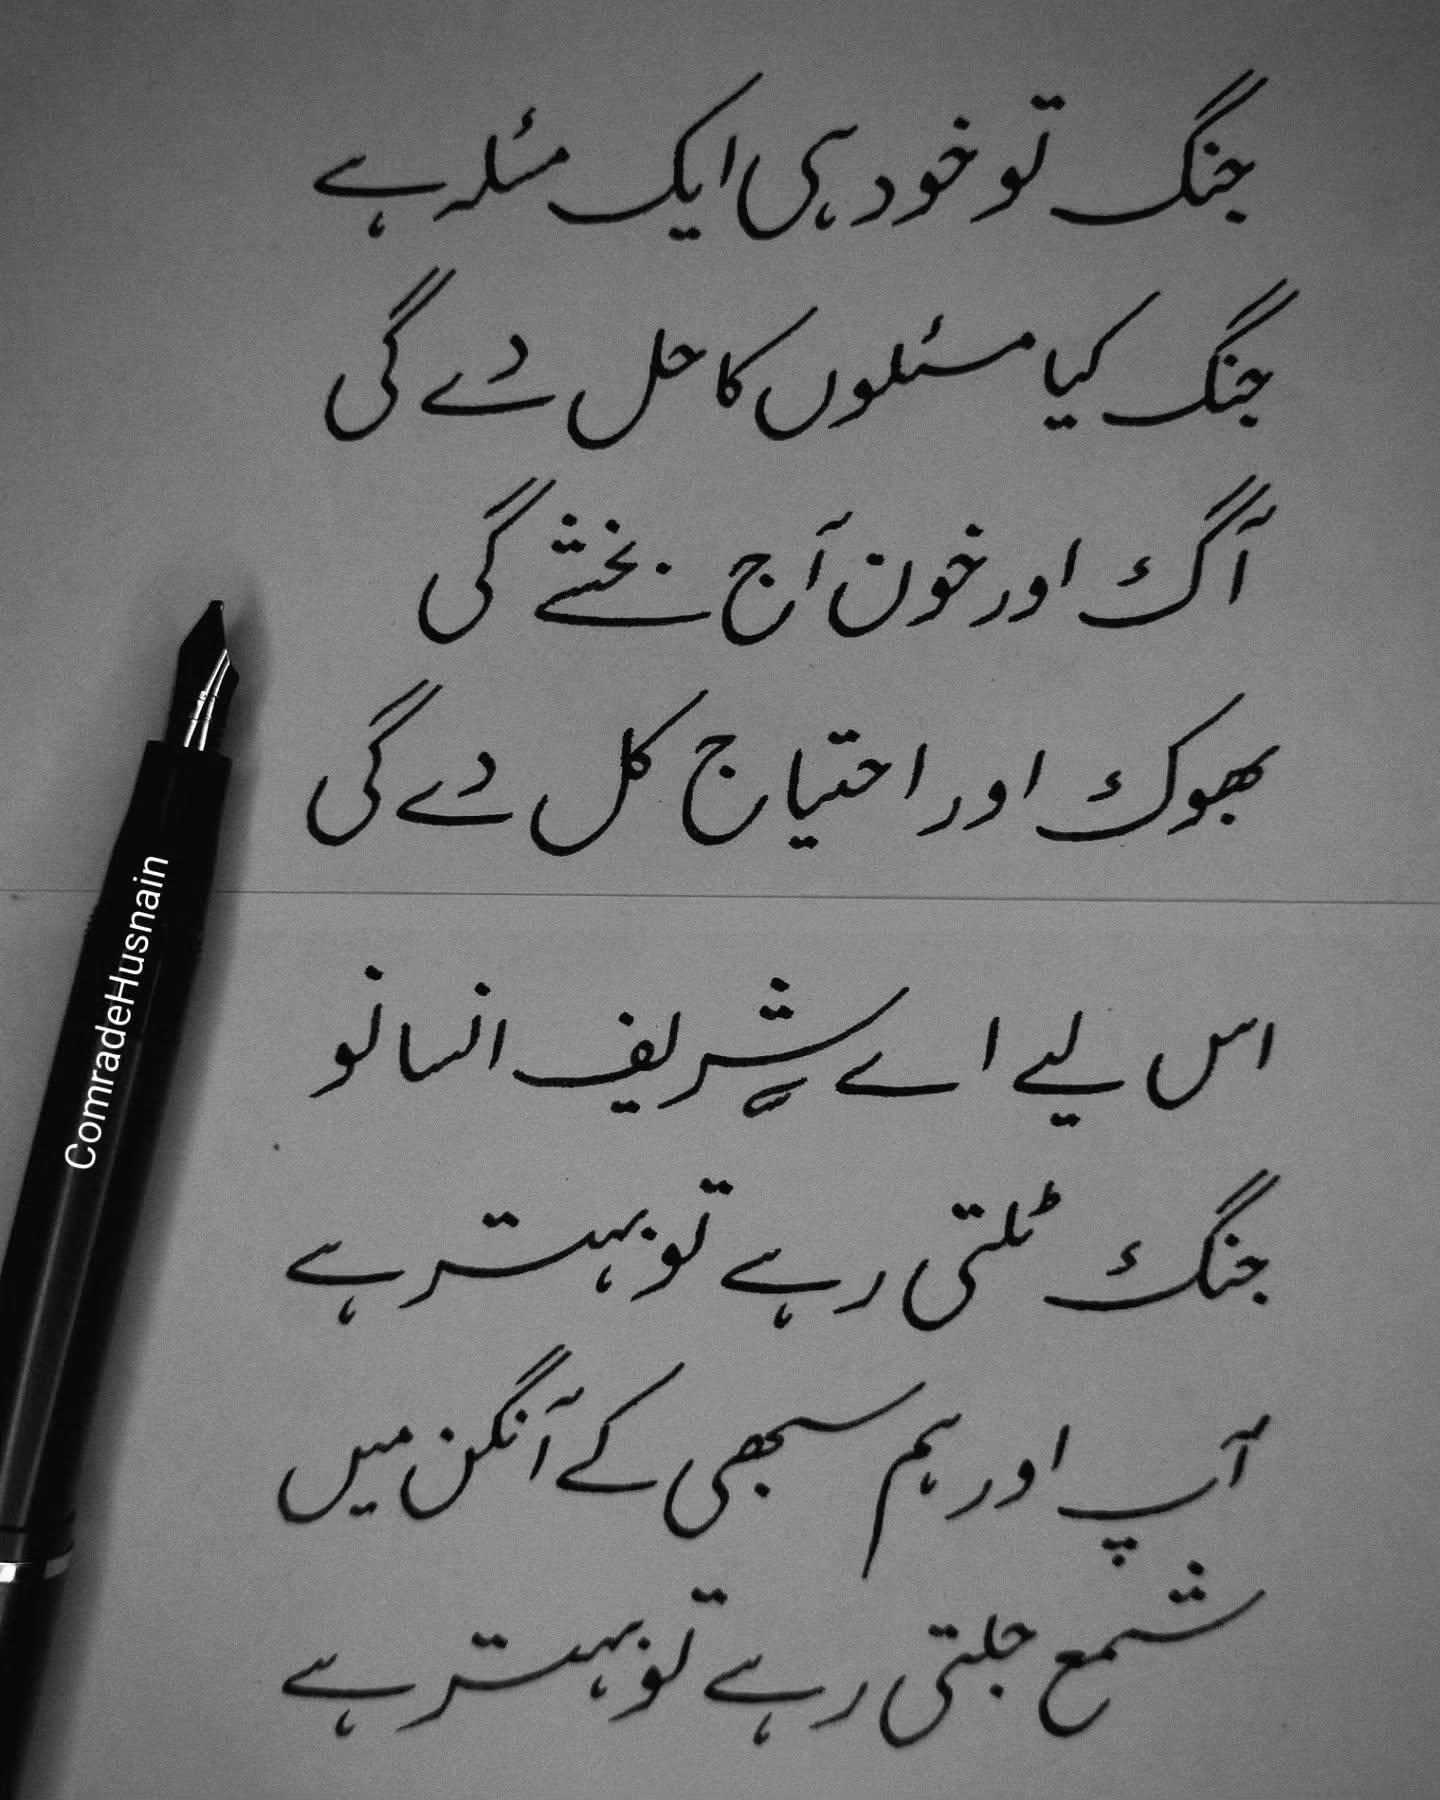 جنگ تو خود ہی ایک مئلہ ہے
جنگ کیا مسئلوں کا حل دے گی
آگ اور خون آج بخشے گی
بھوک اور احتیاج کل دے گی
اس لیے اے شریف انسانو
جنگ ٹلتی رہے تو بہتر ہے
آپ اور ہم سبھی کے آنگن میں
شمع جلتی رہے تو بہتر ہے
ComradeHusnain